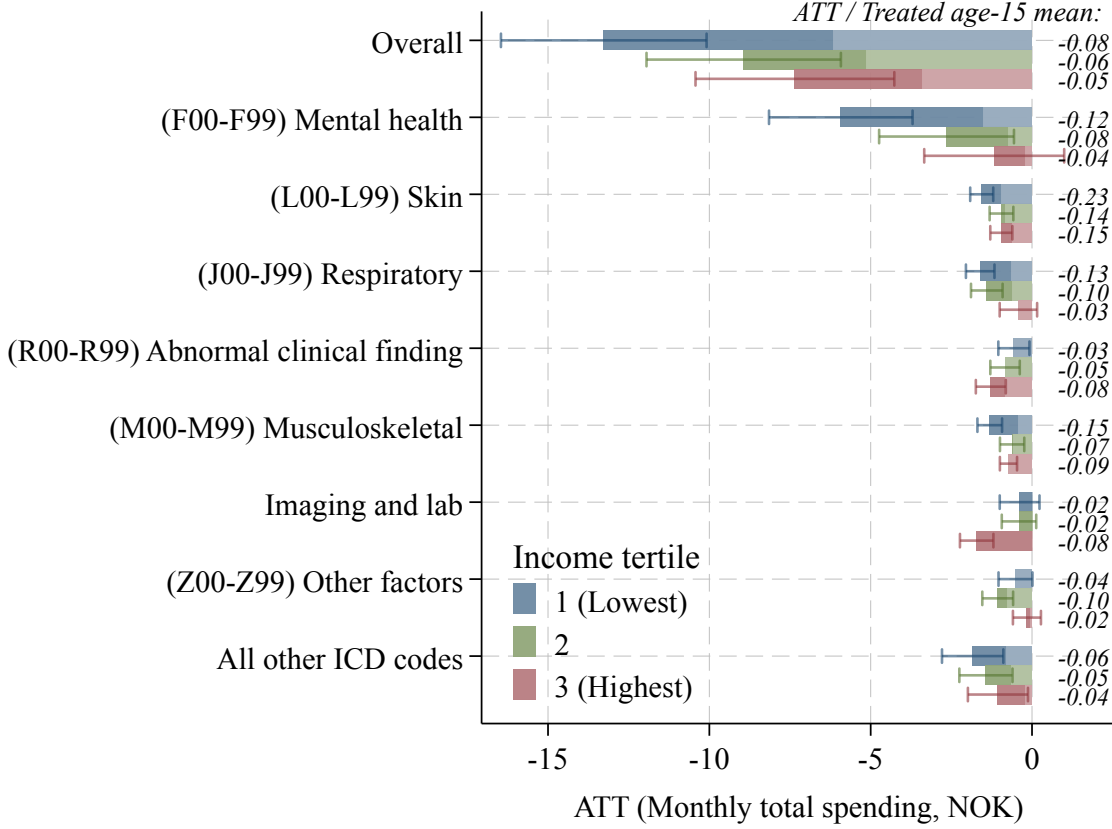 ATT / Treated age-15 mean:
Overall
-0.08
-0.06
-0.05
(F00-F99) Mental health
-0.12
-0.08
-0.04
(L00-L99) Skin
-0.23
-0.14
-0.15
(J00-J99) Respiratory
-0.13
-0.10
-0.03
(R00-R99) Abnormal clinical finding
-0.03
-0.05
-0.08
(M00-M99) Musculoskeletal
-0.15
-0.07
-0.09
Imaging and lab
-0.02
-0.02
-0.08
(Z00-Z99) Other factors
-0.04
-0.10
-0.02
All other ICD codes
-0.06
-0.05
-0.04
Income tertile
1 (Lowest)
2
3 (Highest)
-15 -10 -5 0
ATT (Monthly total spending, NOK)